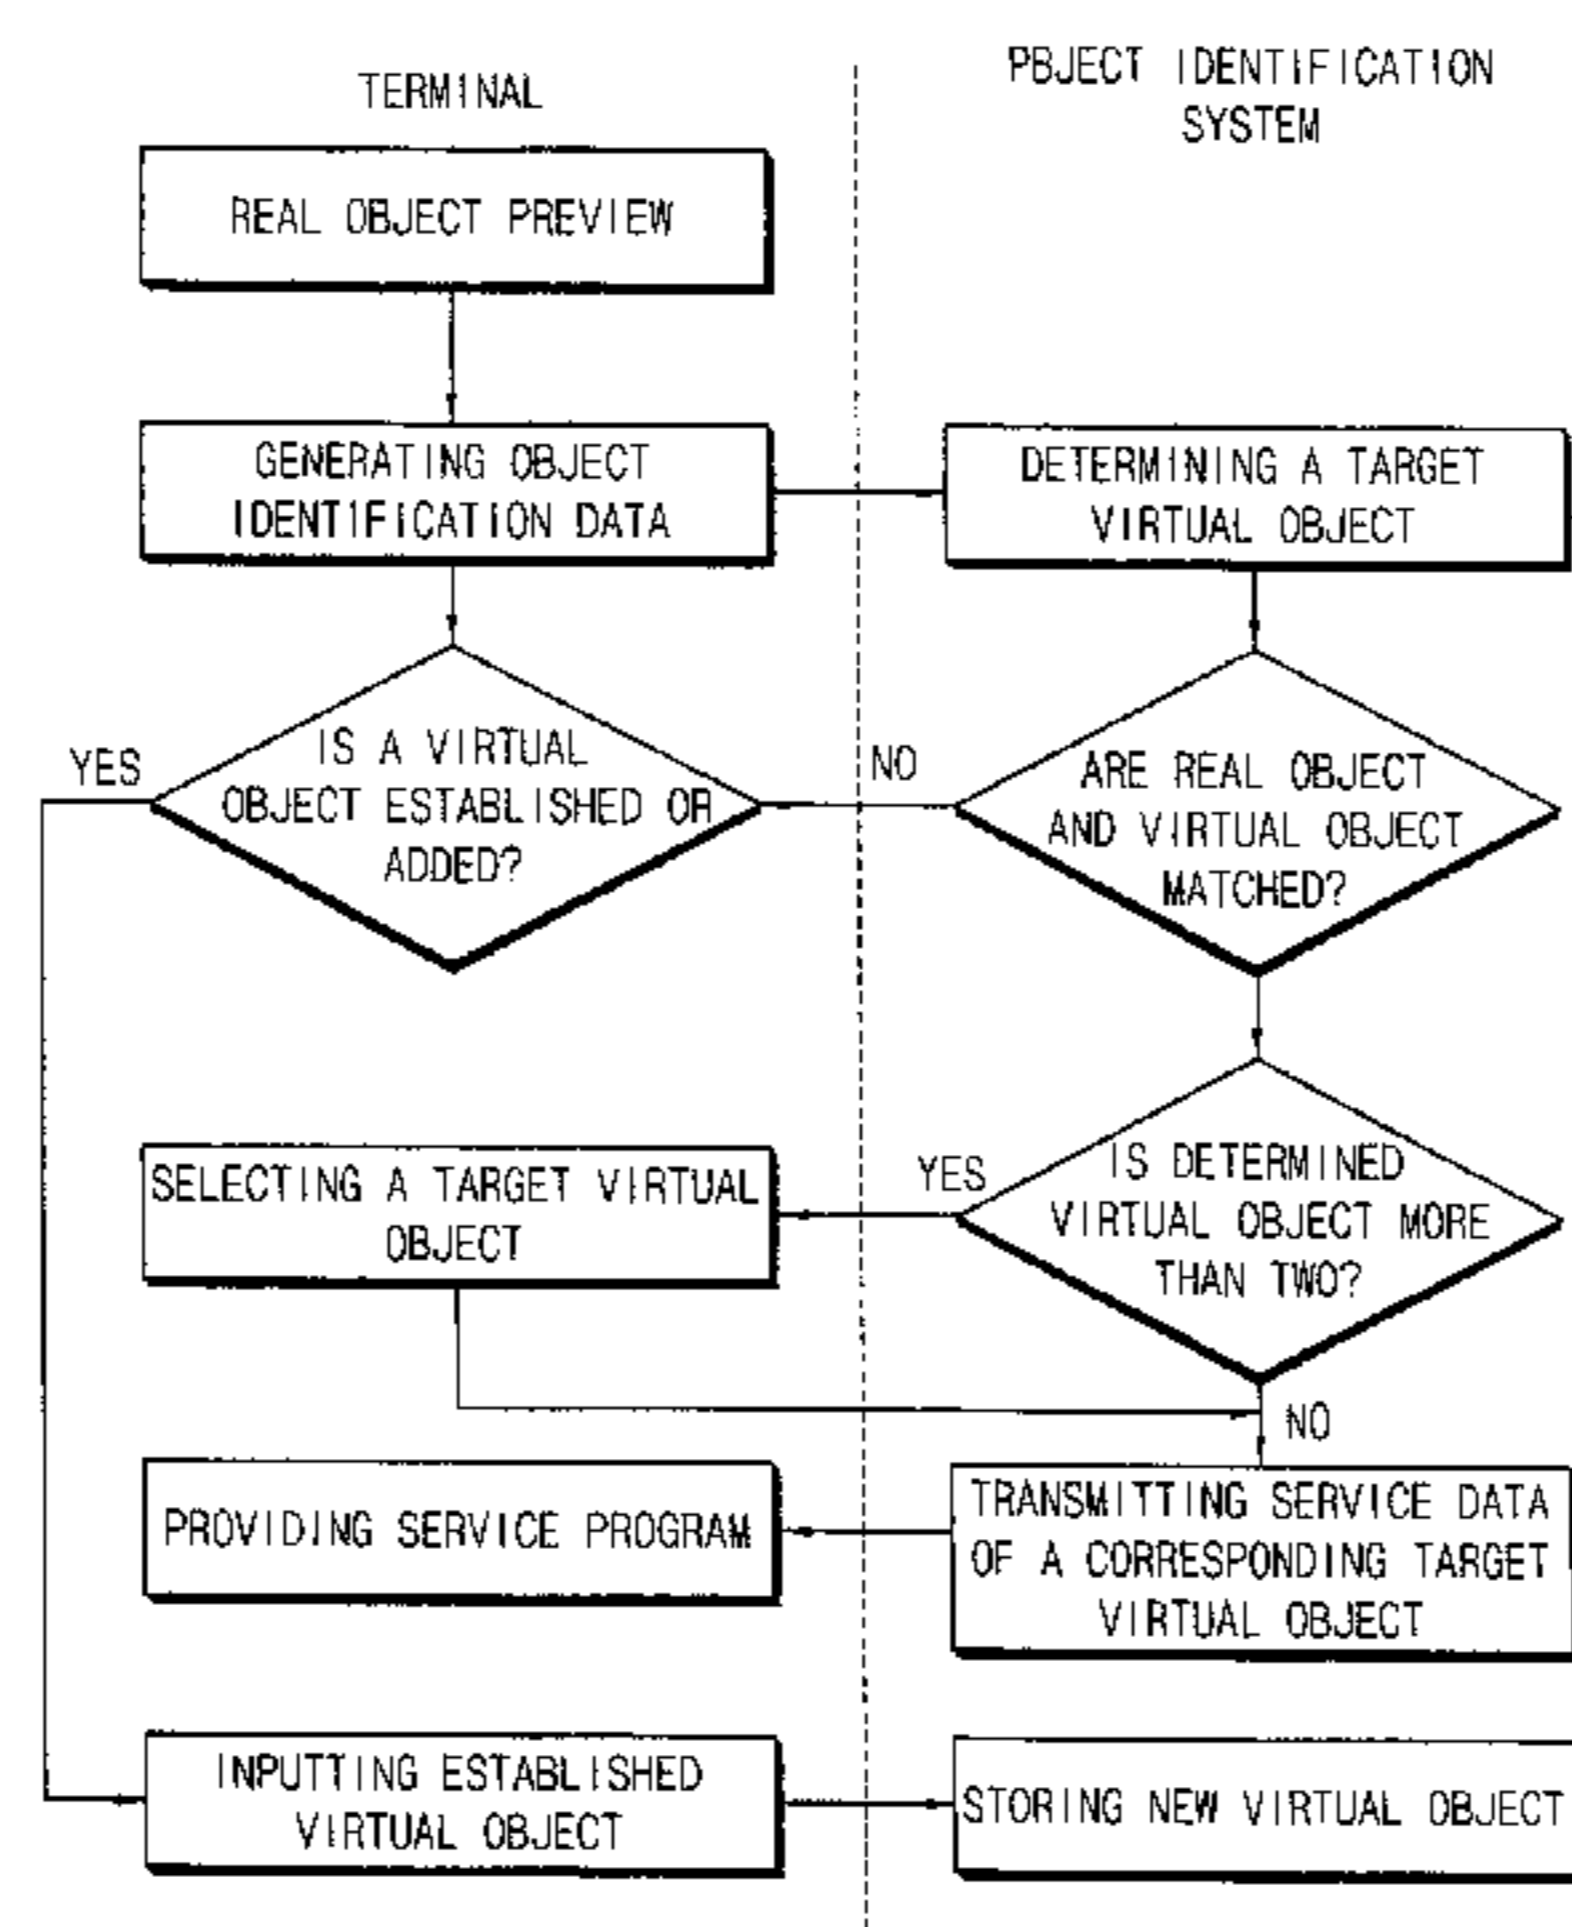 TERMINAL
PBJECT IDENTIFICATION
SYSTEM
REAL OBJECT PREVIEW
GENERATING OBJECT
IDENTIFICATION DATA
DETERMINING A TARGET
VIRTUAL OBJECT
YES
IS A VIRTUAL
OBJECT ESTABLISHED OR
ADDED?
NO
ARE REAL OBJECT
AND VIRTUAL OBJECT
MATCHED?
SELECTING A TARGET VIRTUAL
OBJECT
YES
IS DETERMINED
VIRTUAL OBJECT MORE
THAN TWO?
NO
PROVIDING SERVICE PROGRAM
TRANSMITTING SERVICE DATA
OF A CORRESPONDING TARGET
VIRTUAL OBJECT
INPUTTING ESTABLISHED
VIRTUAL OBJECT
STORING NEW VIRTUAL OBJECT